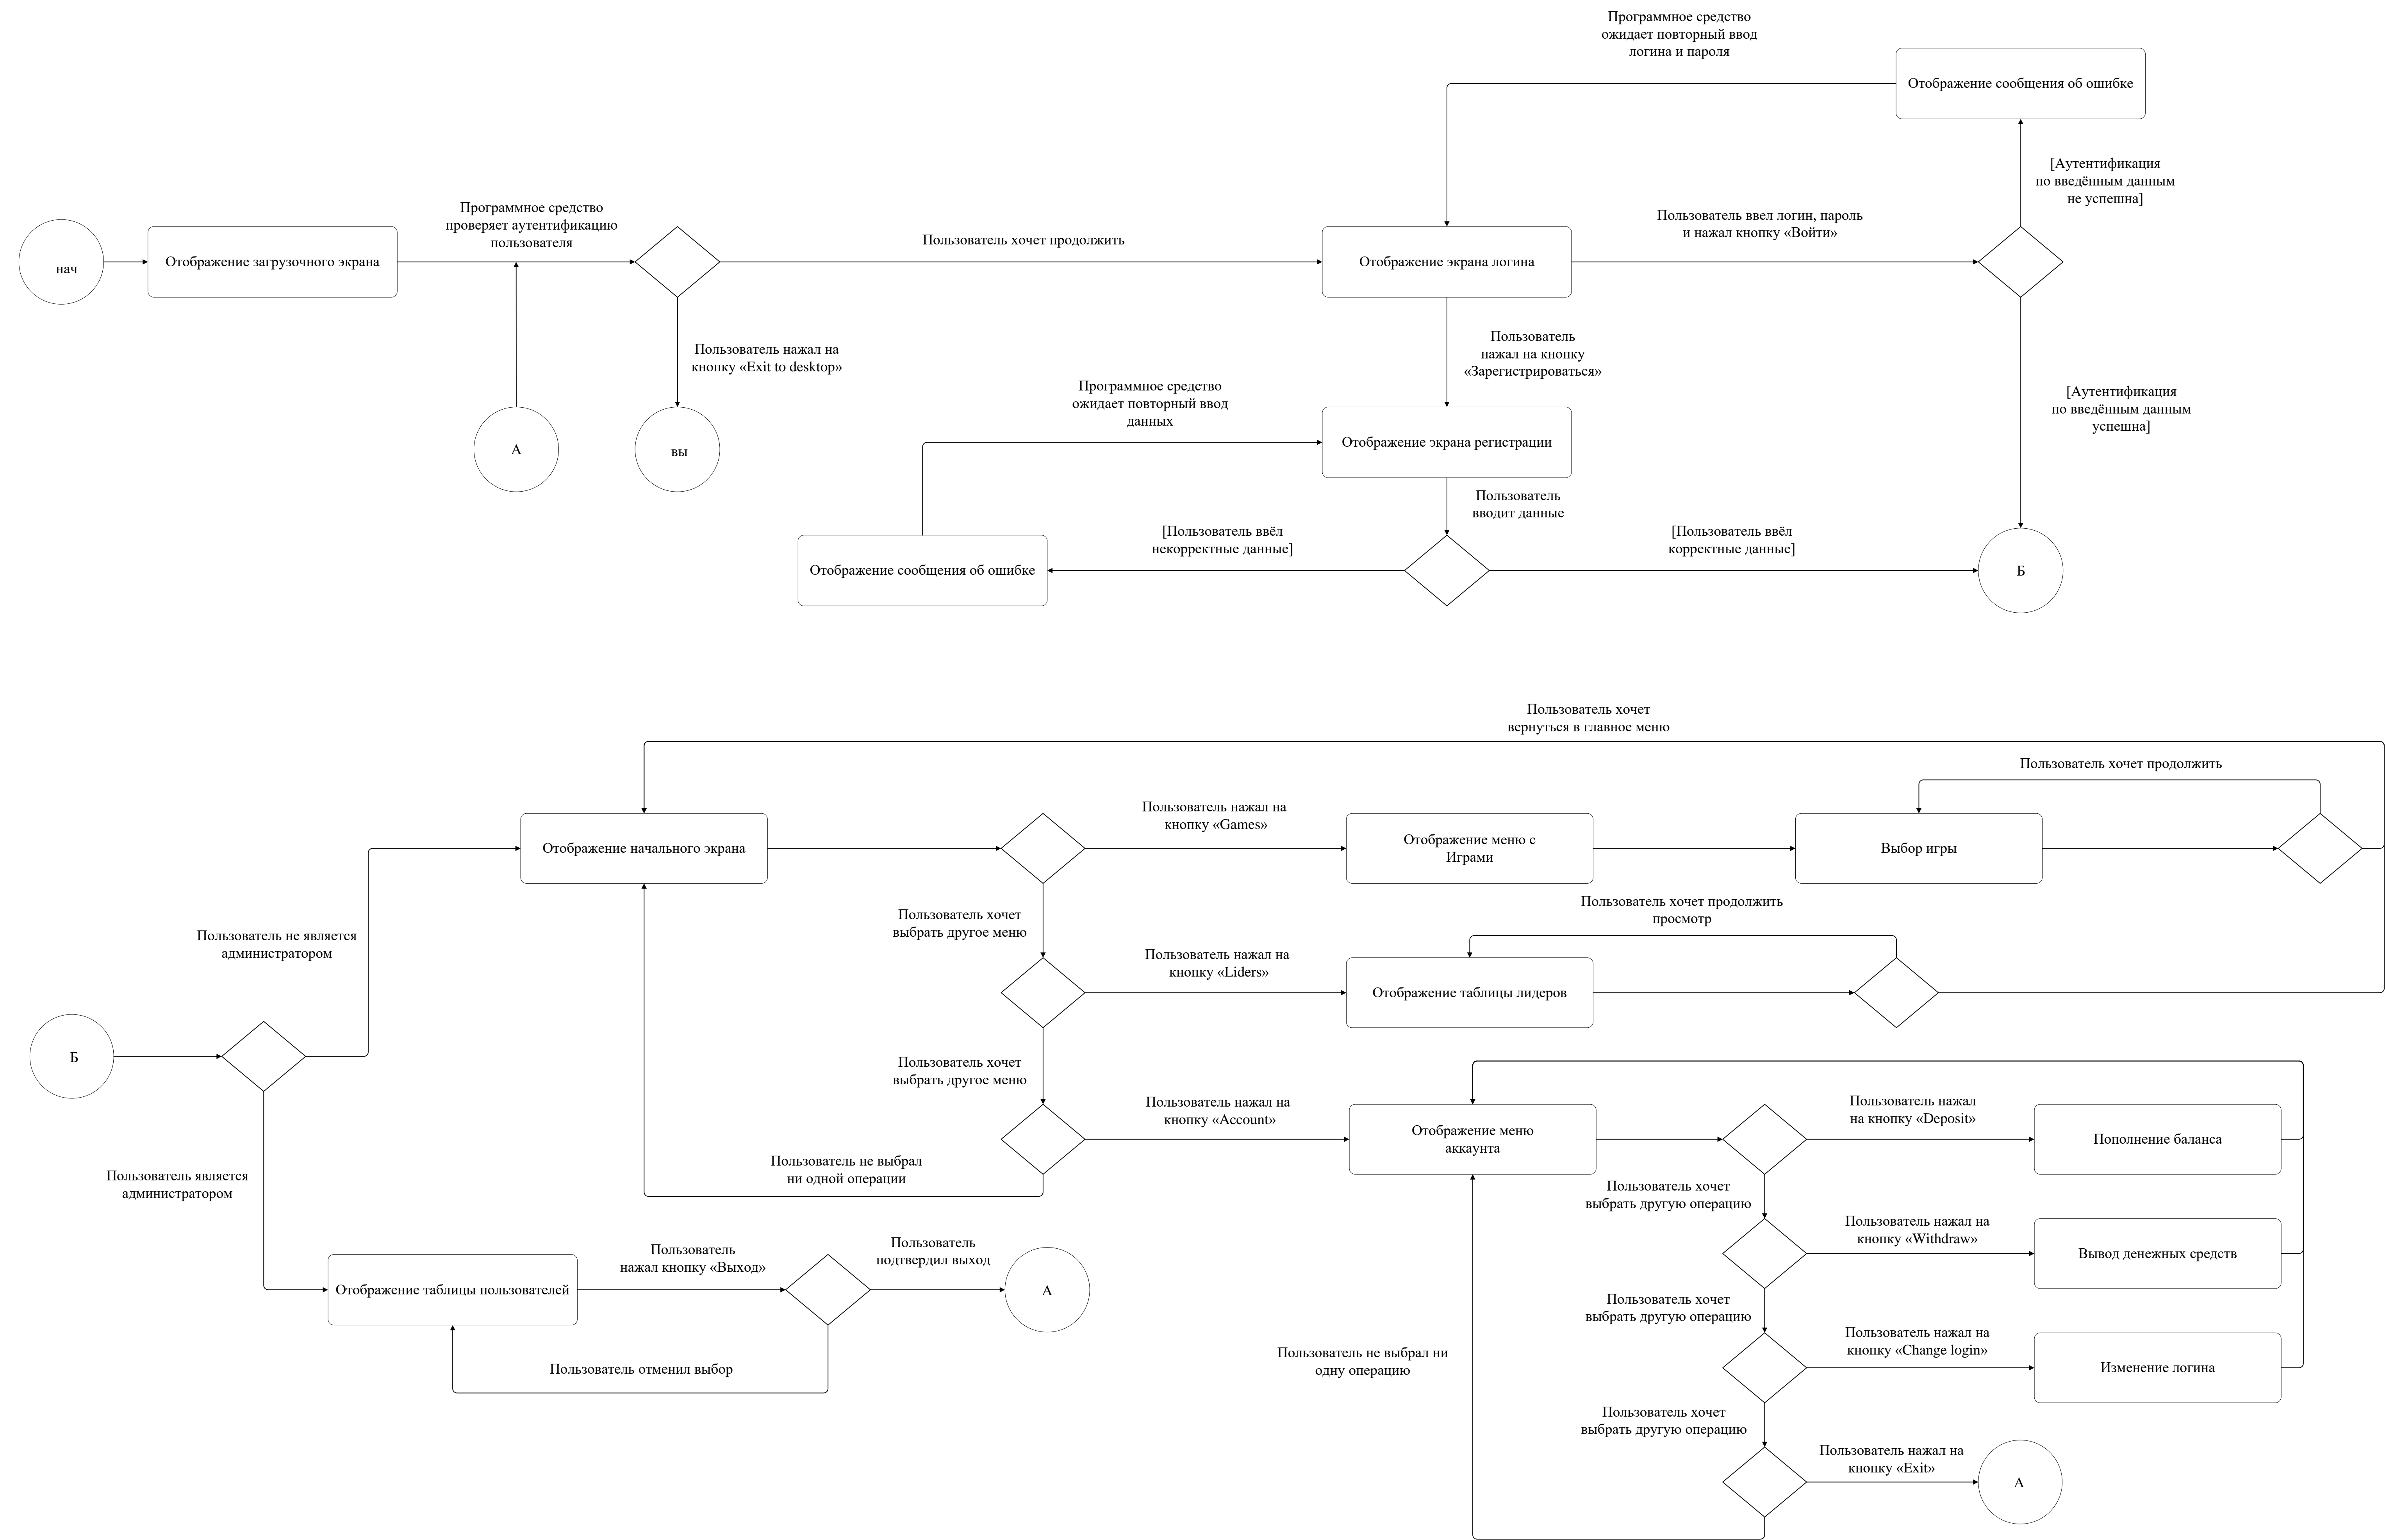 Программное средство
ожидает повторный ввод
логина и пароля
Отображение сообщения об ошибке
[Аутентификация
по введённым данным
не успешна]
Программное средство
проверяет аутентификацию
пользователя
Пользователь хочет продолжить
Пользователь ввел логин, пароль
и нажал кнопку «Войти»
нач
Отображение загрузочного экрана
Отображение экрана логина
Пользователь нажал на
кнопку «Exit to desktop»
Пользователь
нажал на кнопку
«Зарегистрироваться»
Программное средство
ожидает повторный ввод
данных
[Аутентификация
по введённым данным
успешна]
А
вы
Отображение экрана регистрации
Пользователь
вводит данные
[Пользователь ввёл
некорректные данные]
[Пользователь ввёл
корректные данные]
Отображение сообщения об ошибке
Б
Пользователь хочет
вернуться в главное меню
Пользователь хочет продолжить
Пользователь нажал на
кнопку «Games»
Отображение начального экрана
Отображение меню с
Играми
Выбор игры
Пользователь хочет
выбрать другое меню
Пользователь хочет продолжить
просмотр
Пользователь не является
администратором
Пользователь нажал на
кнопку «Liders»
Отображение таблицы лидеров
Б
Пользователь хочет
выбрать другое меню
Пользователь нажал на
кнопку «Account»
Отображение меню
аккаунта
Пользователь нажал
на кнопку «Deposit»
Пополнение баланса
Пользователь является
администратором
Пользователь не выбрал
ни одной операции
Пользователь хочет
выбрать другую операцию
Пользователь нажал на
кнопку «Withdraw»
Вывод денежных средств
Пользователь
нажал кнопку «Выход»
Пользователь
подтвердил выход
Отображение таблицы пользователей
А
Пользователь хочет
выбрать другую операцию
Пользователь нажал на
кнопку «Change login»
Изменение логина
Пользователь отменил выбор
Пользователь не выбрал ни
одну операцию
Пользователь хочет
выбрать другую операцию
Пользователь нажал на
кнопку «Exit»
А